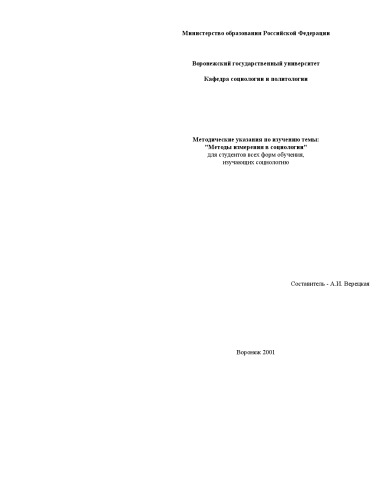 Министерство образования Российской Федерации
Воронежский государственный университет
Кафедра социологии и политологии
Методические указания по изучению темы:
"Методы измерения в социологии"
для студентов всех форм обучения,
изучающих социологию
Составитель - А.И. Верецкая
Воронеж 2001